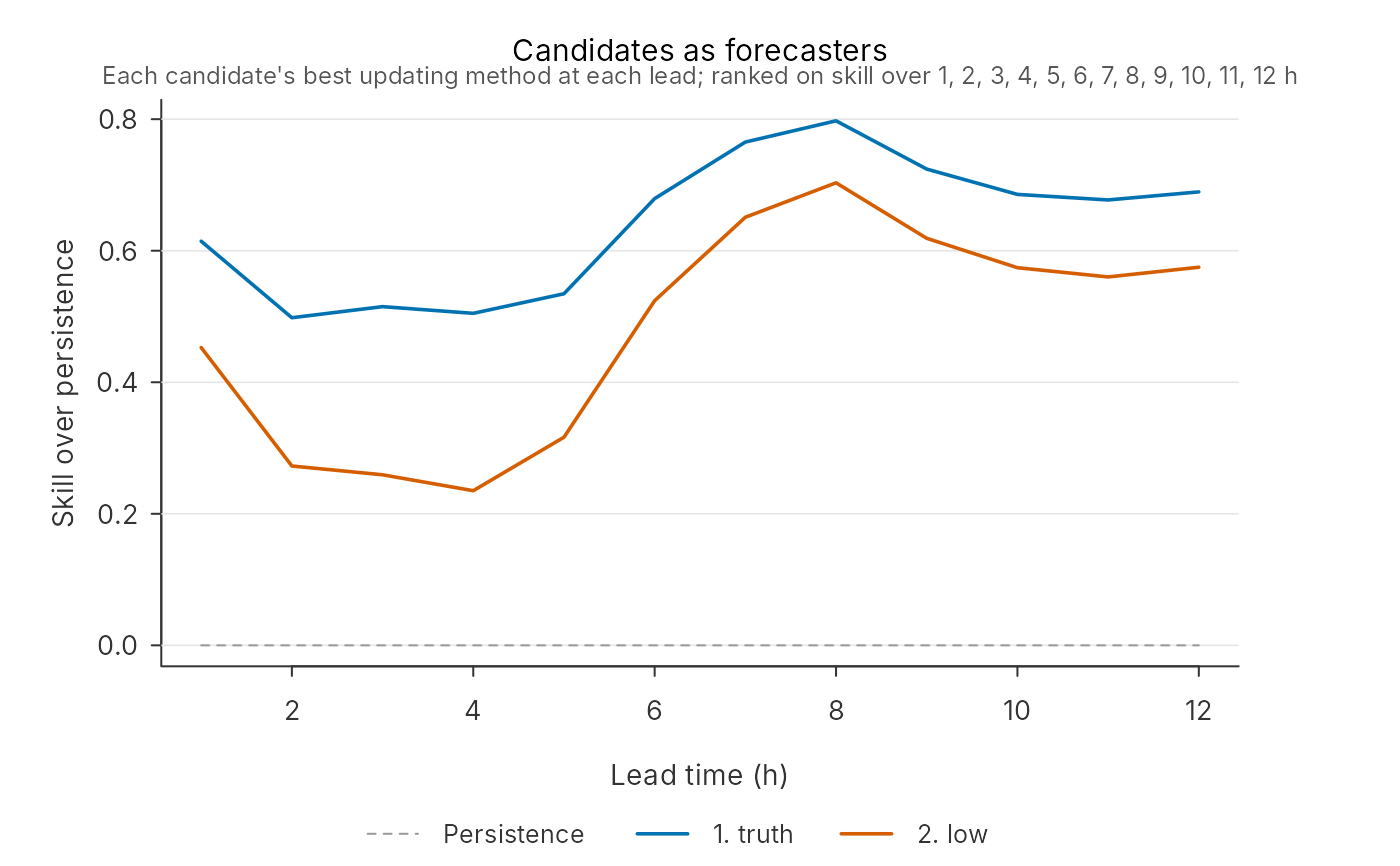 Candidates as forecasters
Each candidate's best updating method at each lead; ranked on skill over 1, 2, 3, 4, 5, 6, 7, 8, 9, 10, 11, 12 h
Skill over persistence
0.8
0.6
0.4
0.2
0.0
2 4 6 8 10 12
Lead time (h)
Persistence 1. truth 2. low